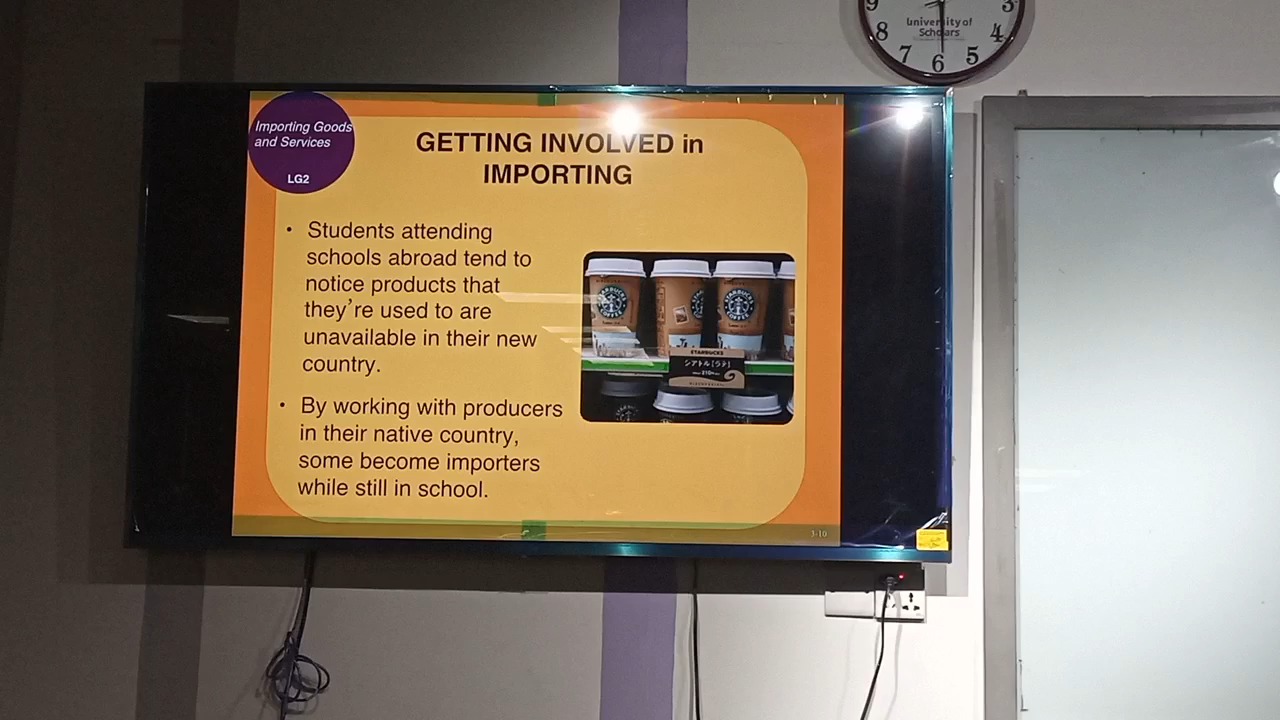 9
3
University of
Scholars
8
4
7
6
5
Importing Goods
and Services
LG2
GETTING INVOLVED in
IMPORTING
• Students attending
schools abroad tend to
notice products that
they're used to are
unavailable in their new
country.
• By working with producers
in their native country,
some become importers
while still in school.
STARBUCKS
シアトル[ラテ]
3-10